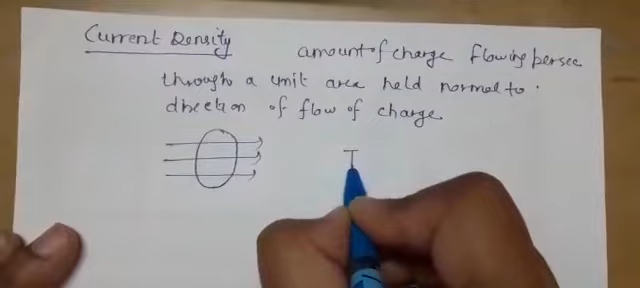 Current Density
amount of charge flowing per sec
through a unit area held normal to
direction of flow of charge.